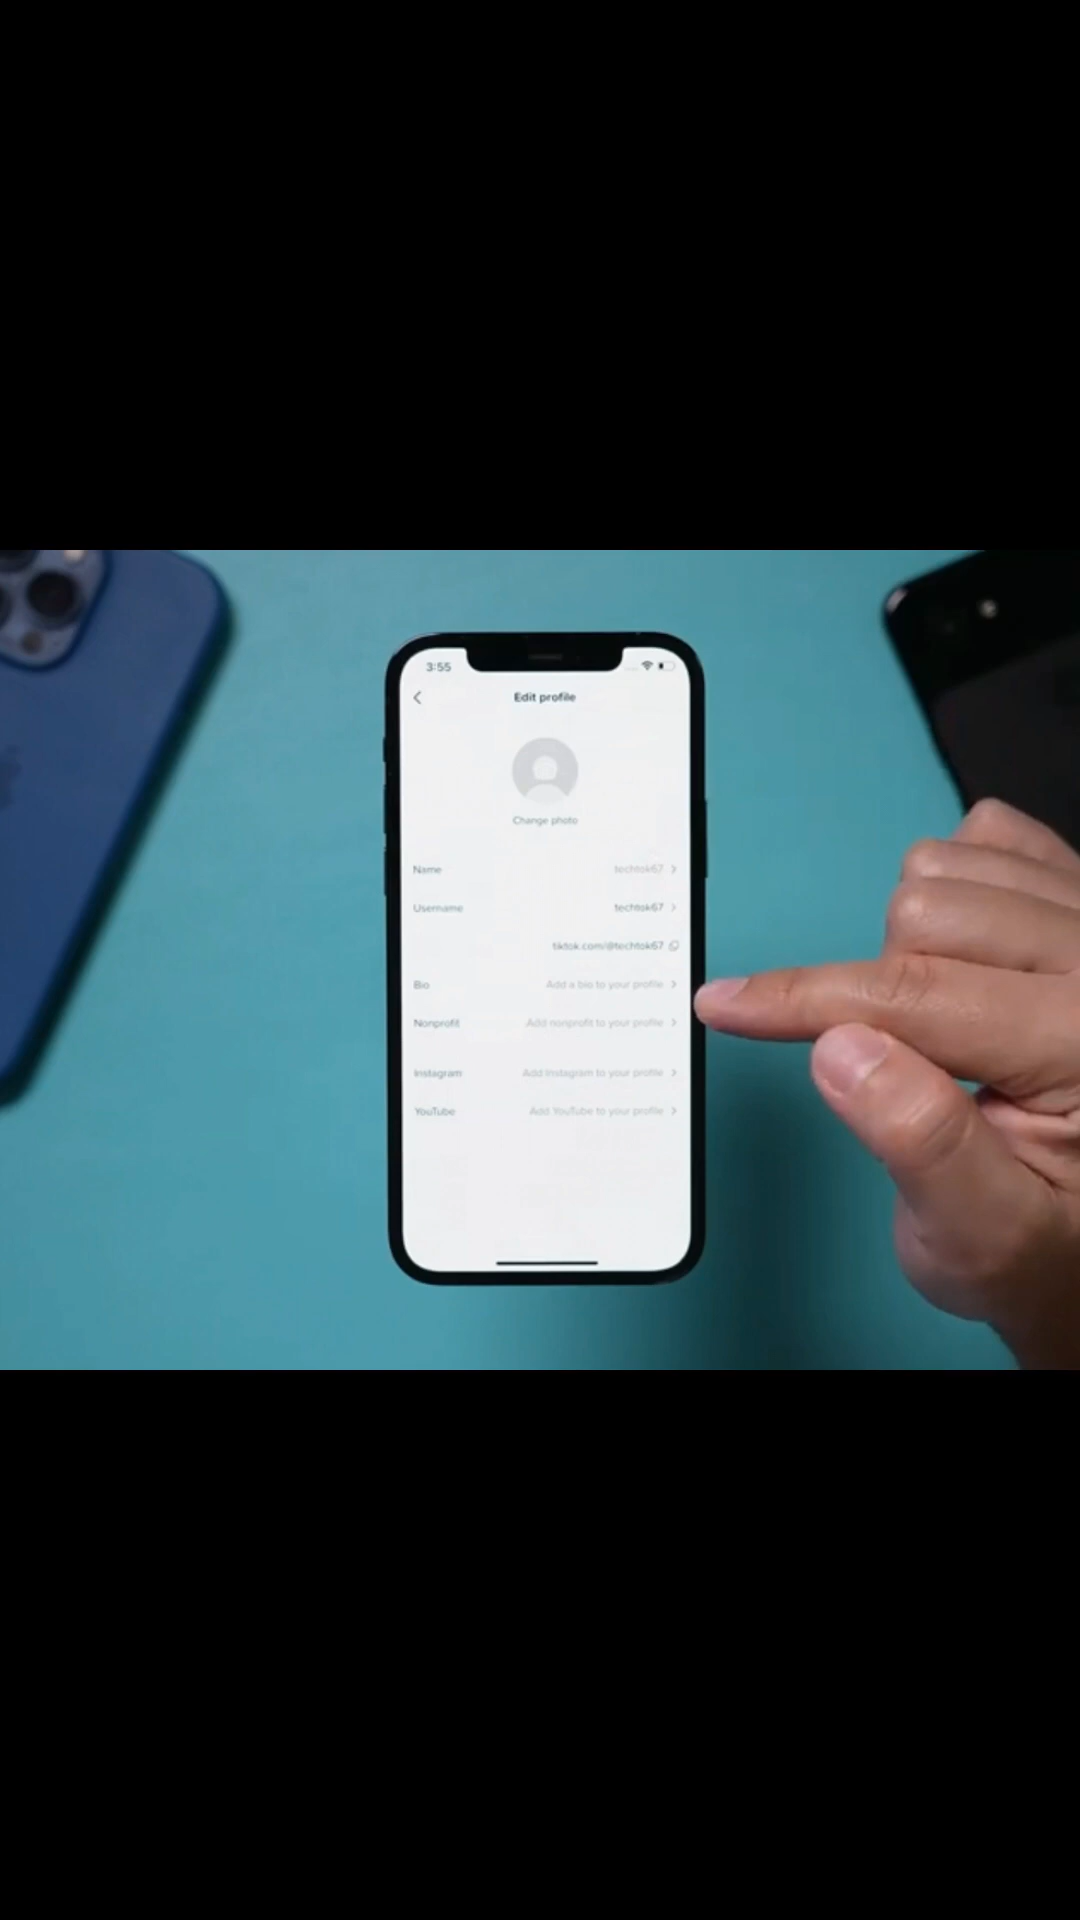 3:55
Edit profile
Change photo
Name techtok67
Username techtok67
tiktok.com/@techtok67
Bio Add a bio to your profile
Nonprofit Add nonprofit to your profile
Instagram Add Instagram to your profile
YouTube Add YouTube to your profile